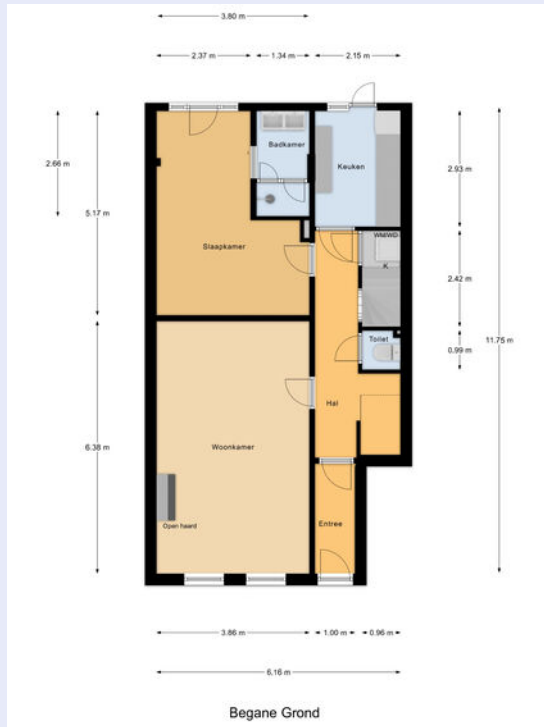 3.80 m
2.37 m
1.34 m
2.15 m
Badkamer
Keuken
2.66 m
5.17 m
2.93 m
Slaapkamer
WM/WD
K
2.42 m
Toilet
0.99 m
11.75 m
Hal
6.38 m
Woonkamer
Open haard
Entree
3.86 m
1.00 m
0.96 m
6.16 m
Begane Grond